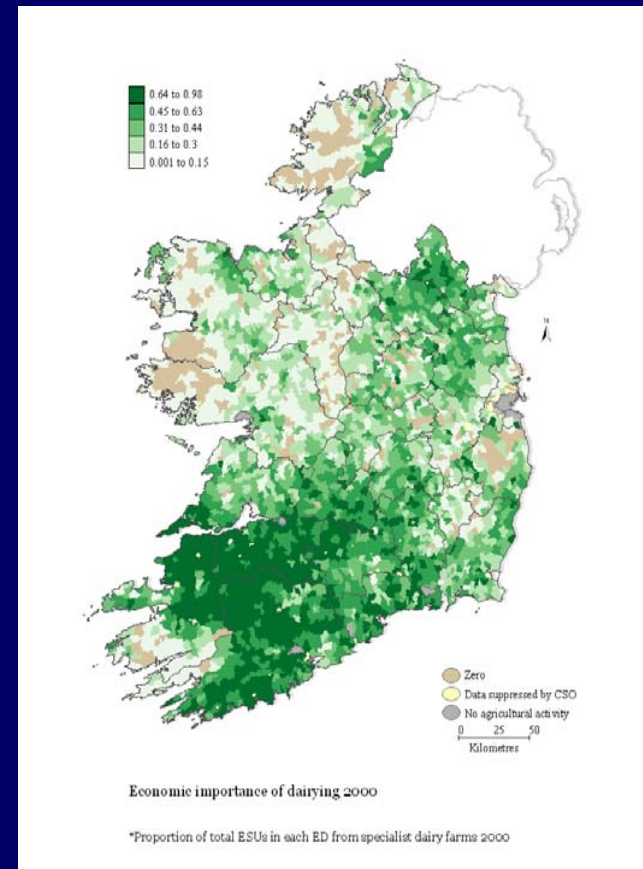 0.64 to 0.98
0.45 to 0.63
0.31 to 0.44
0.16 to 0.3
0.001 to 0.15
N
Zero
Data suppressed by CSO
No agricultural activity
0 25 50
Kilometres
Economic importance of dairying 2000
*Proportion of total ESUs in each ED from specialist dairy farms 2000